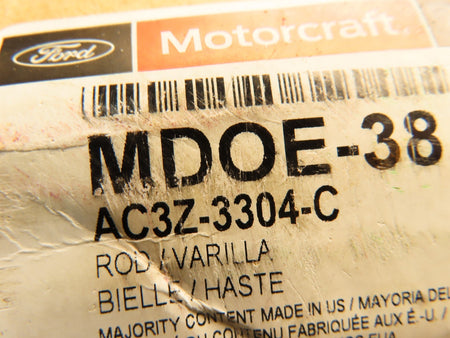 Ford Motorcraft
MDOE-38
AC3Z-3304-C
ROD / VARILLA
BIELLE / HASTE
MAJORITY CONTENT MADE IN US / MAYORIA DEL
DU CONTENU FABRIQUÉE AUX É.-U. /